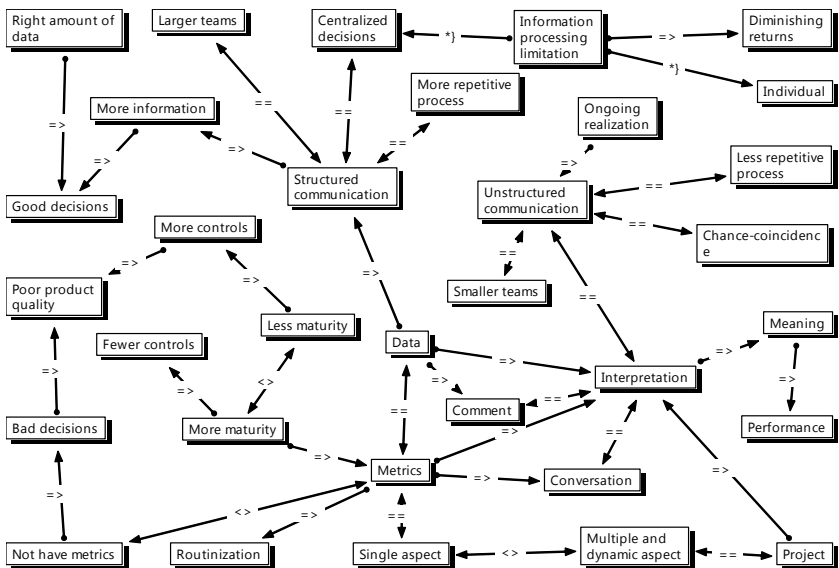 Right amount of
data
Larger teams
Centralized
decisions
*}
Information
processing
limitation
=>
Diminishing
returns
*}
Individual
More information
=>
=>
==
==
==
More repetitive
process
=>
Ongoing
realization
=>
Good decisions
Structured
communication
Unstructured
communication
==
Less repetitive
process
==
Chance-coincidenc
e
More controls
=>
Poor product
quality
=>
Less maturity
=>
==
Smaller teams
==
Fewer controls
=>
<>
Data
=>
=>
==
Interpretation
=>
Meaning
=>
Performance
Bad decisions
More maturity
==
Comment
=>
=>
Metrics
=>
==
Conversation
=>
=>
<>
=>
==
Not have metrics
Routinization
Single aspect
<>
Multiple and
dynamic aspect
==
Project